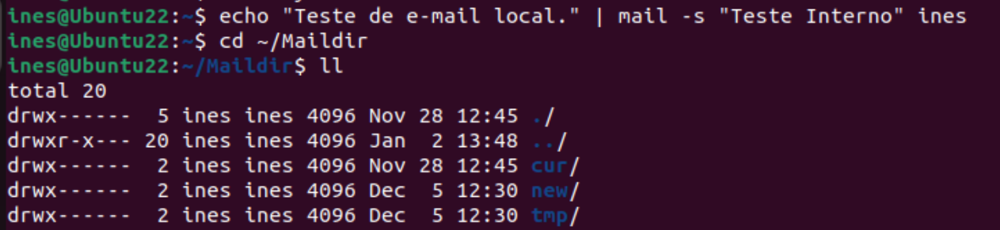 ines@Ubuntu22:~$ echo "Teste de e-mail local." | mail -s "Teste Interno" ines
ines@Ubuntu22:~$ cd ~/Maildir
ines@Ubuntu22:~/Maildir$ ll
total 20
drwx------  5 ines ines 4096 Nov 28 12:45 ./
drwxr-x--- 20 ines ines 4096 Jan  2 13:48 ../
drwx------  2 ines ines 4096 Nov 28 12:45 cur/
drwx------  2 ines ines 4096 Dec  5 12:30 new/
drwx------  2 ines ines 4096 Dec  5 12:30 tmp/